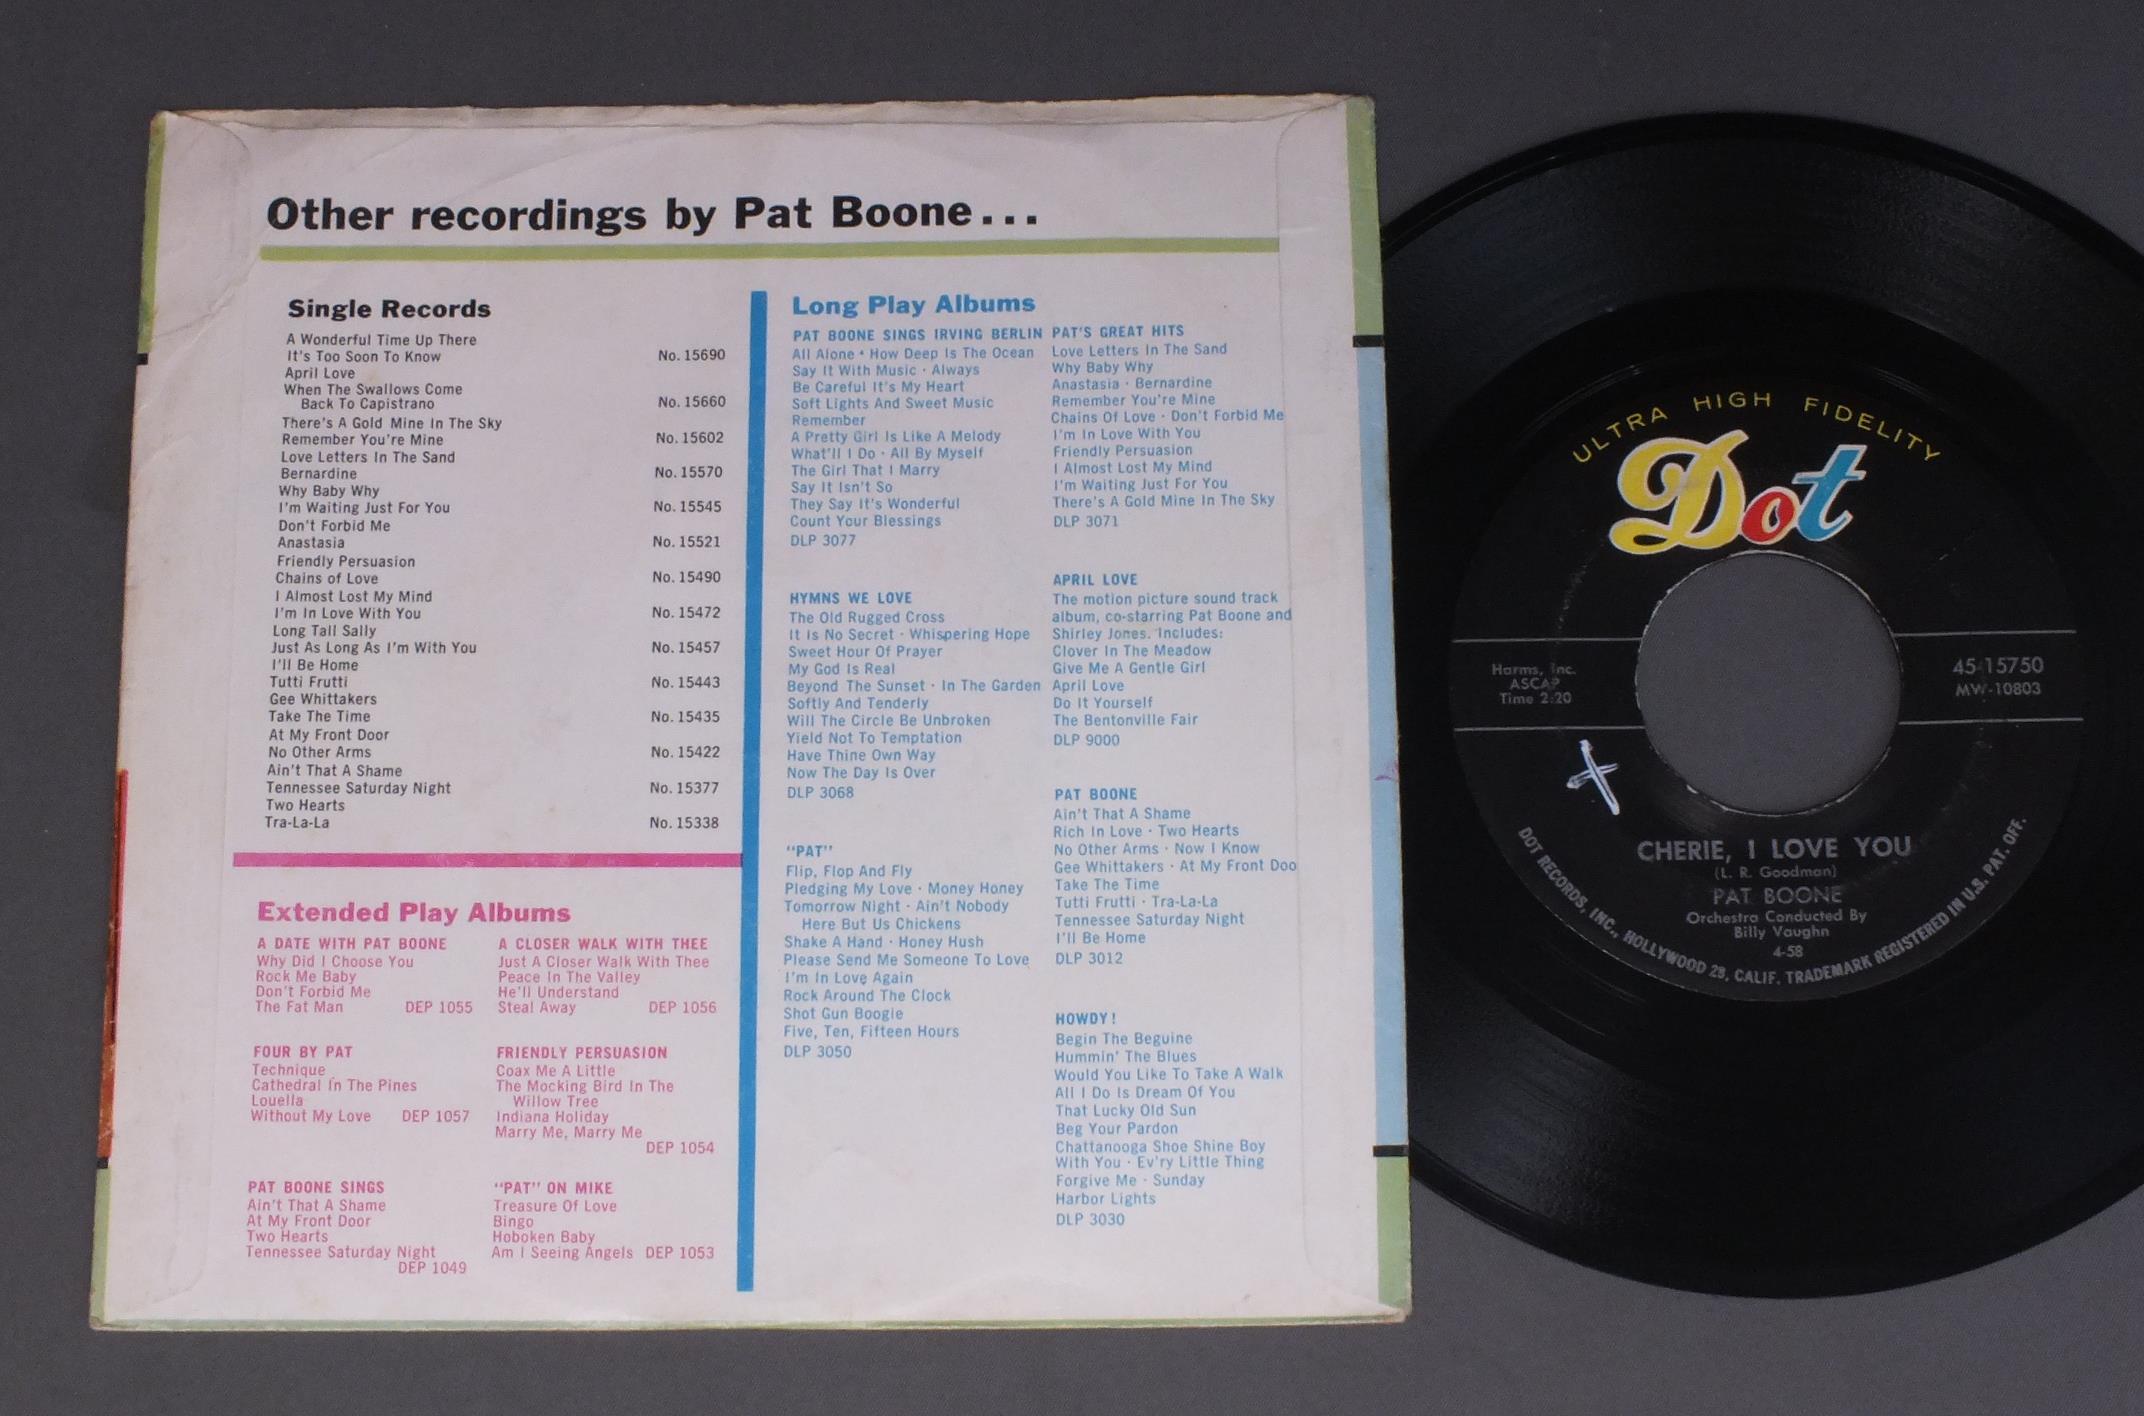 Other recordings by Pat Boone...
Single Records
A Wonderful Time Up There
It's Too Soon To Know No. 15690
April Love
When The Swallows Come
Back To Capistrano No. 15660
There's A Gold Mine In The Sky
Remember You're Mine No. 15602
Love Letters In The Sand
Bernardine No. 15570
Why Baby Why
I'm Waiting Just For You No. 15545
Don't Forbid Me
Anastasia No. 15521
Friendly Persuasion
Chains of Love No. 15490
I Almost Lost My Mind
I'm In Love With You No. 15472
Long Tall Sally
Just As Long As I'm With You No. 15457
I'll Be Home
Tutti Frutti No. 15443
Gee Whittakers
Take The Time No. 15435
At My Front Door
No Other Arms No. 15422
Ain't That A Shame
Tennessee Saturday Night No. 15377
Two Hearts
Tra-La-La No. 15338
Extended Play Albums
A DATE WITH PAT BOONE
Why Did I Choose You
Rock Me Baby
Don't Forbid Me
The Fat Man DEP 1055
A CLOSER WALK WITH THEE
Just A Closer Walk With Thee
Peace In The Valley
He'll Understand
Steal Away DEP 1056
FOUR BY PAT
Technique
Cathedral In The Pines
Louella
Without My Love DEP 1057
FRIENDLY PERSUASION
Coax Me A Little
The Mocking Bird In The
Willow Tree
Indiana Holiday
Marry Me, Marry Me
DEP 1054
PAT BOONE SINGS
Ain't That A Shame
At My Front Door
Two Hearts
Tennessee Saturday Night
DEP 1049
"PAT" ON MIKE
Treasure Of Love
Bingo
Hoboken Baby
Am I Seeing Angels DEP 1053
Long Play Albums
PAT BOONE SINGS IRVING BERLIN
All Alone • How Deep Is The Ocean
Say It With Music · Always
Be Careful It's My Heart
Soft Lights And Sweet Music
Remember
A Pretty Girl Is Like A Melody
What'll I Do · All By Myself
The Girl That I Marry
Say It Isn't So
They Say It's Wonderful
Count Your Blessings
DLP 3077
HYMNS WE LOVE
The Old Rugged Cross
It Is No Secret · Whispering Hope
Sweet Hour Of Prayer
My God Is Real
Beyond The Sunset · In The Garden
Softly And Tenderly
Will The Circle Be Unbroken
Yield Not To Temptation
Have Thine Own Way
Now The Day Is Over
DLP 3068
"PAT"
Flip, Flop And Fly
Pledging My Love · Money Honey
Tomorrow Night · Ain't Nobody
Here But Us Chickens
Shake A Hand · Honey Hush
Please Send Me Someone To Love
I'm In Love Again
Rock Around The Clock
Shot Gun Boogie
Five, Ten, Fifteen Hours
DLP 3050
PAT'S GREAT HITS
Love Letters In The Sand
Why Baby Why
Anastasia · Bernardine
Remember You're Mine
Chains Of Love · Don't Forbid Me
I'm In Love With You
Friendly Persuasion
I Almost Lost My Mind
I'm Waiting Just For You
There's A Gold Mine In The Sky
DLP 3071
APRIL LOVE
The motion picture sound track
album, co-starring Pat Boone and
Shirley Jones. Includes:
Clover In The Meadow
Give Me A Gentle Girl
April Love
Do It Yourself
The Bentonville Fair
DLP 9000
PAT BOONE
Ain't That A Shame
Rich In Love · Two Hearts
No Other Arms · Now I Know
Gee Whittakers · At My Front Doo
Take The Time
Tutti Frutti · Tra-La-La
Tennessee Saturday Night
I'll Be Home
DLP 3012
HOWDY!
Begin The Beguine
Hummin' The Blues
Would You Like To Take A Walk
All I Do Is Dream Of You
That Lucky Old Sun
Beg Your Pardon
Chattanooga Shoe Shine Boy
With You · Ev'ry Little Thing
Forgive Me · Sunday
Harbor Lights
DLP 3030
ULTRA HIGH FIDELITY
Dot
Harms, Inc.
ASCAP
Time 2:20
45-15750
MW-10803
CHERIE, I LOVE YOU
(L. R. Goodman)
PAT BOONE
Orchestra Conducted By
Billy Vaughn
4-58
DOT RECORDS, INC., HOLLYWOOD 28, CALIF. TRADEMARK REGISTERED IN U.S. PAT. OFF.